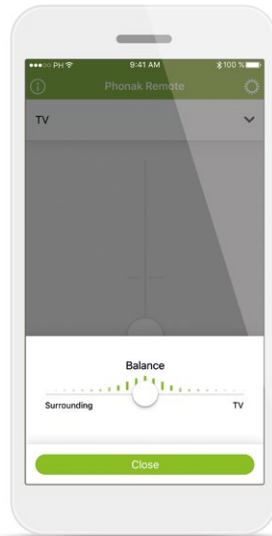 ●●●○○ PH 9:41 AM 100 %
Phonak Remote
TV
Balance
Surrounding TV
Close